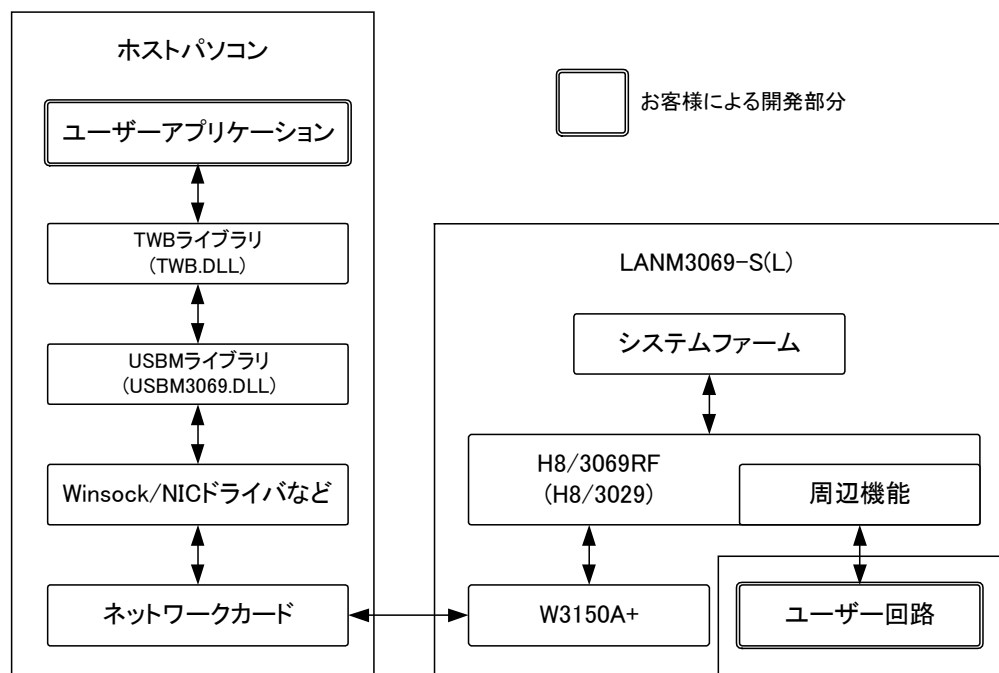 ホストパソコン
ユーザーアプリケーション
TWBライブラリ
(TWB.DLL)
USBMライブラリ
(USBM3069.DLL)
Winsock/NICドライバなど
ネットワークカード
お客様による開発部分
LANM3069-S(L)
システムファーム
H8/3069RF
(H8/3029)
周辺機能
W3150A+
ユーザー回路